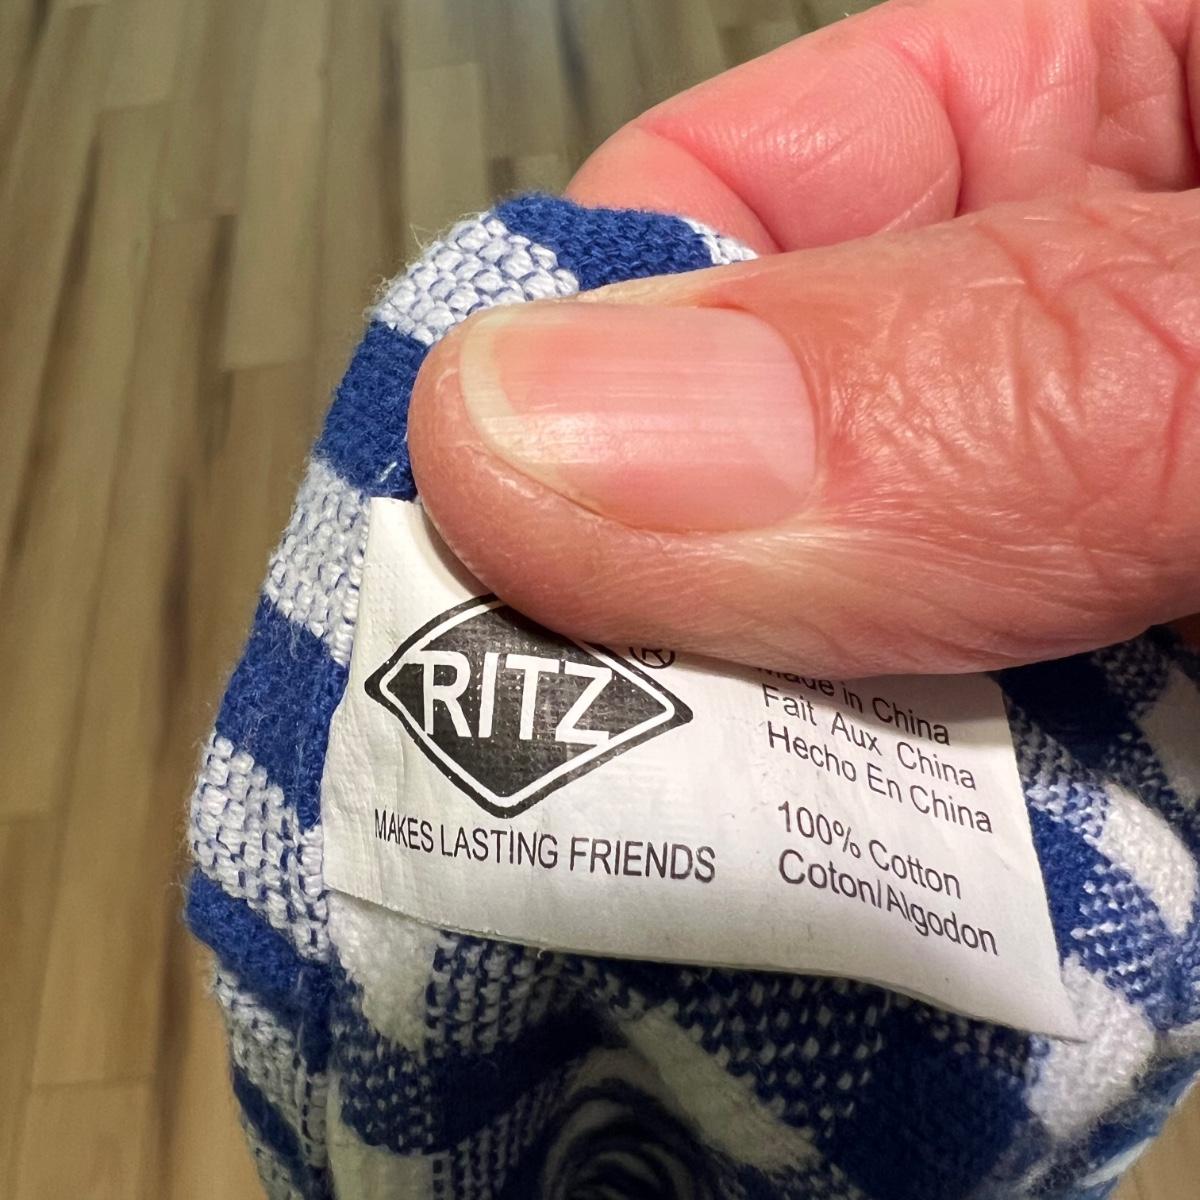 RITZ®
MAKES LASTING FRIENDS
Made in China
Fait Aux China
Hecho En China
100% Cotton
Coton/Algodon